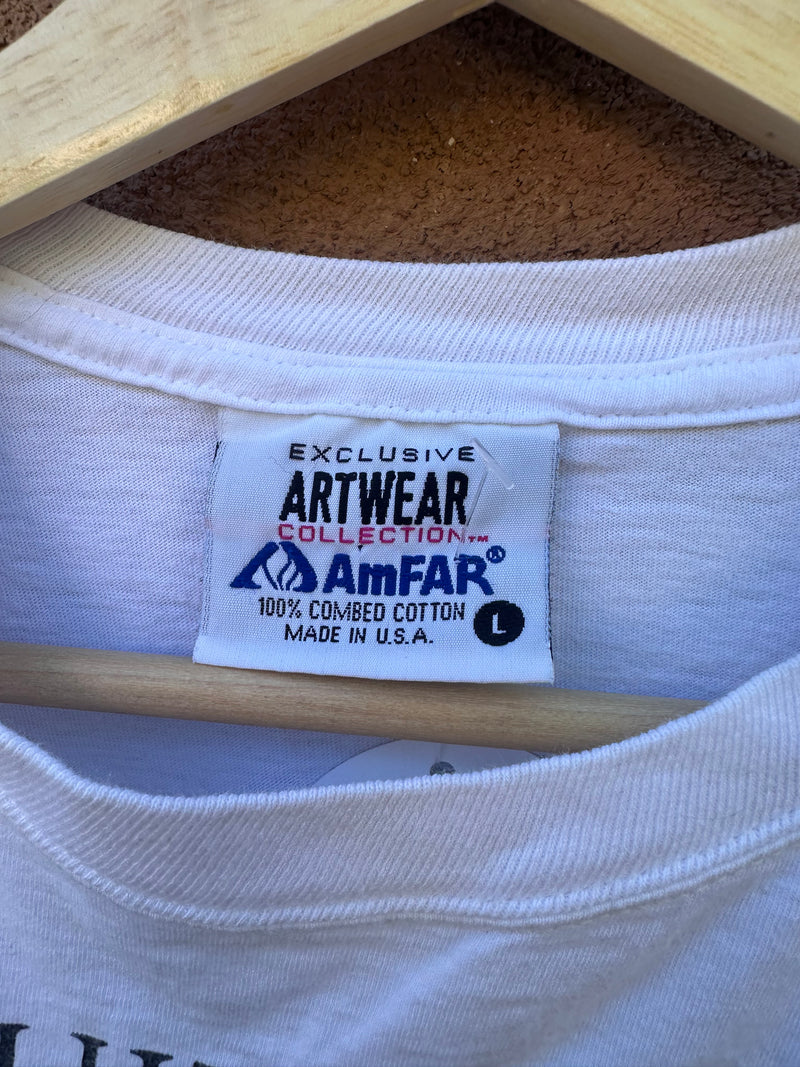 EXCLUSIVE
ARTWEAR
COLLECTION™
AmFAR®
100% COMBED COTTON
MADE IN U.S.A.
L